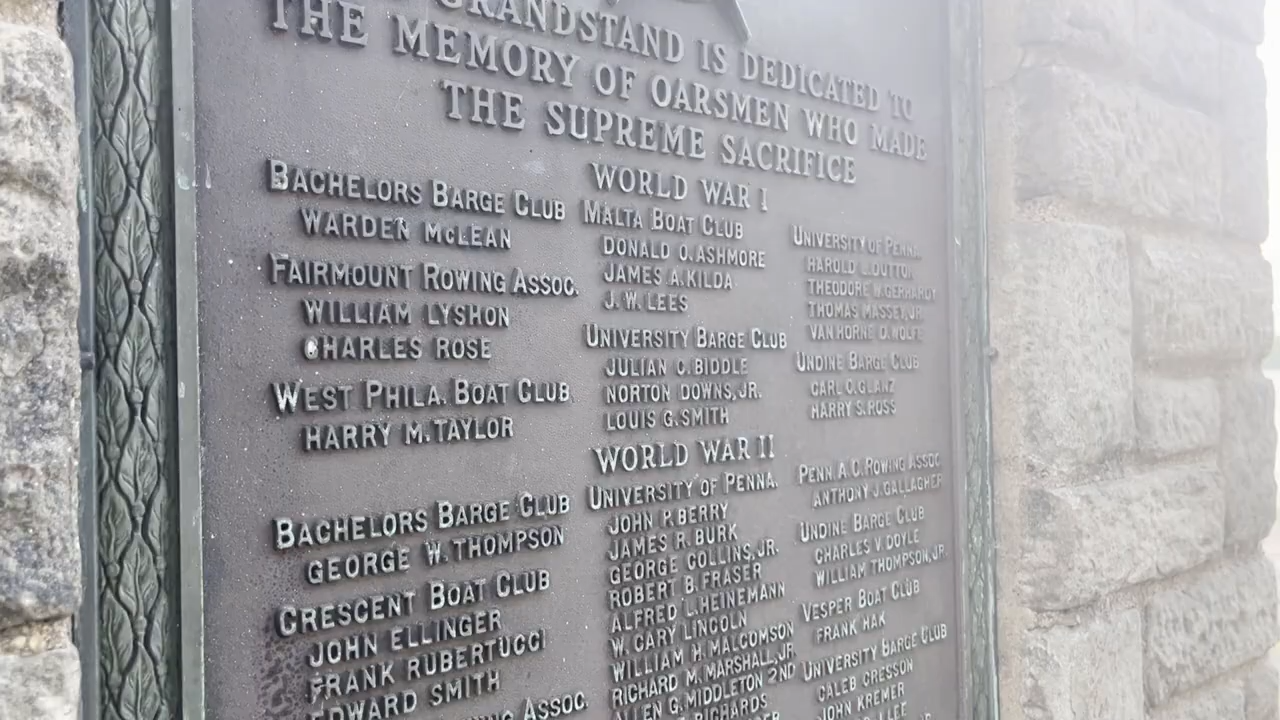 GRANDSTAND IS DEDICATED TO
THE MEMORY OF OARSMEN WHO MADE
THE SUPREME SACRIFICE
WORLD WAR I
BACHELORS BARGE CLUB
WARDEN MCLEAN
FAIRMOUNT ROWING ASSOC.
WILLIAM LYSHON
CHARLES ROSE
WEST PHILA. BOAT CLUB
HARRY M. TAYLOR
MALTA BOAT CLUB
DONALD O. ASHMORE
JAMES A. KILDA
J. W. LEES
UNIVERSITY BARGE CLUB
JULIAN C. BIDDLE
NORTON DOWNS, JR.
LOUIS G. SMITH
UNIVERSITY OF PENNA.
HAROLD L. DUTTON
THEODORE W. GERHARDT
THOMAS MASSEY, JR.
VAN HORNE D. WOLFE
UNDINE BARGE CLUB
CARL C. GLANZ
HARRY S. ROSS
WORLD WAR II
BACHELORS BARGE CLUB
GEORGE W. THOMPSON
CRESCENT BOAT CLUB
JOHN ELLINGER
FRANK RUBERTUCCI
EDWARD SMITH
ASSOC.
UNIVERSITY OF PENNA.
JOHN P. BERRY
JAMES R. BURK
GEORGE COLLINS, JR.
ROBERT B. FRASER
ALFRED L. HEINEMANN
W. CARY LINCOLN
WILLIAM H. MALCOMSON
RICHARD M. MARSHALL, JR.
ALLEN G. MIDDLETON 2ND
RICHARDS
PENN A. C. ROWING ASSOC
ANTHONY J. GALLAGHER
UNDINE BARGE CLUB
CHARLES V DOYLE
WILLIAM THOMPSON, JR.
VESPER BOAT CLUB
FRANK HAK
UNIVERSITY BARGE CLUB
CALEB CRESSON
JOHN KREMER
LEE